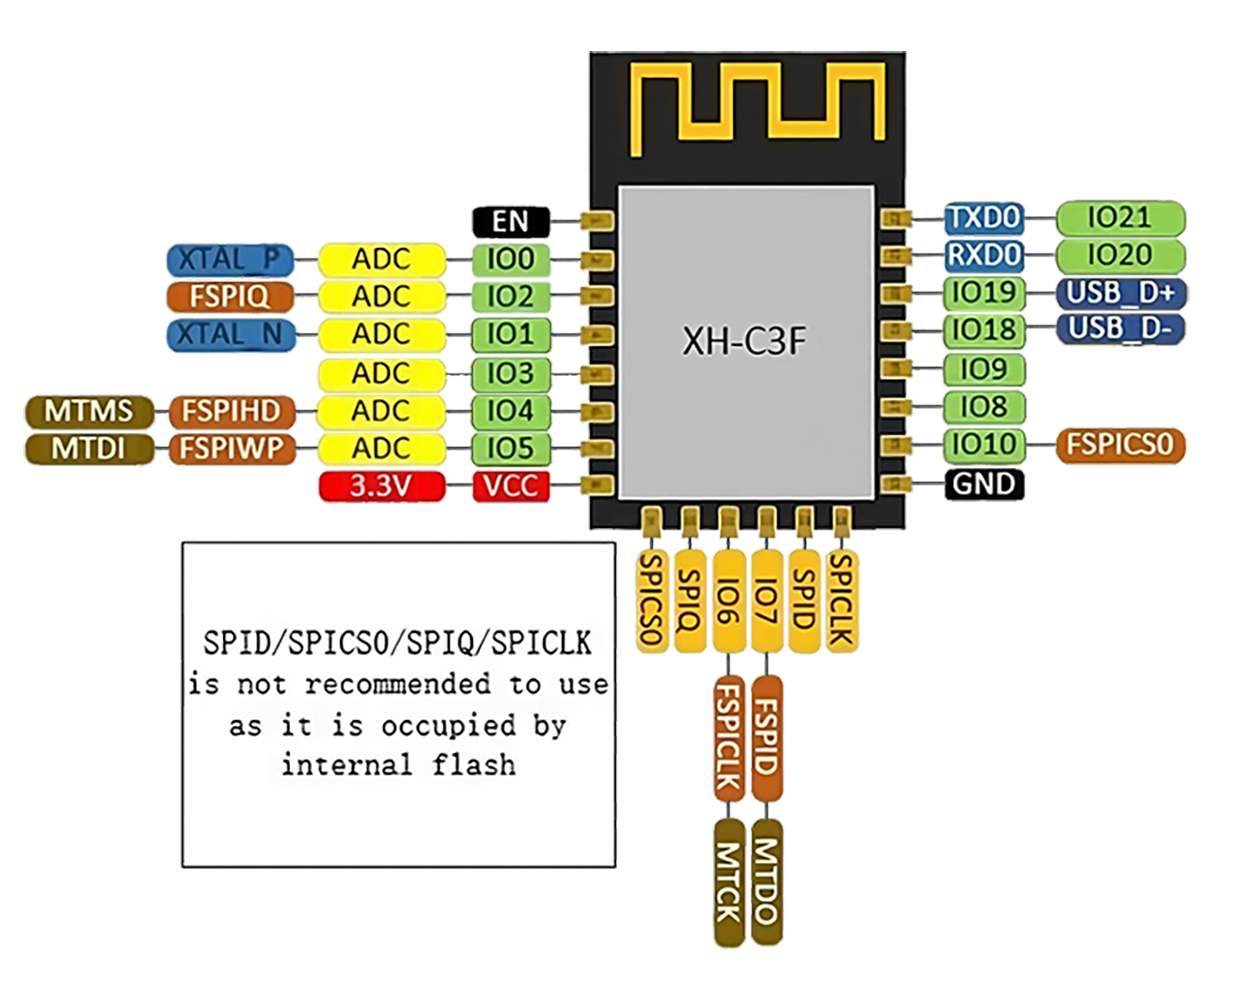 EN
TXD0 IO21
XTAL_P ADC IO0
RXD0 IO20
FSPIQ ADC IO2
IO19 USB_D+
XTAL_N ADC IO1
IO18 USB_D-
XH-C3F
ADC IO3
IO9
MTMS FSPIHD ADC IO4
IO8
MTDI FSPIWP ADC IO5
IO10 FSPICS0
3.3V VCC
GND
SPICS0
SPIQ
IO6
IO7
SPID
SPICLK
FSPICLK
FSPID
MTCK
MTDO
SPID/SPICS0/SPIQ/SPICLK
is not recommended to use
as it is occupied by
internal flash